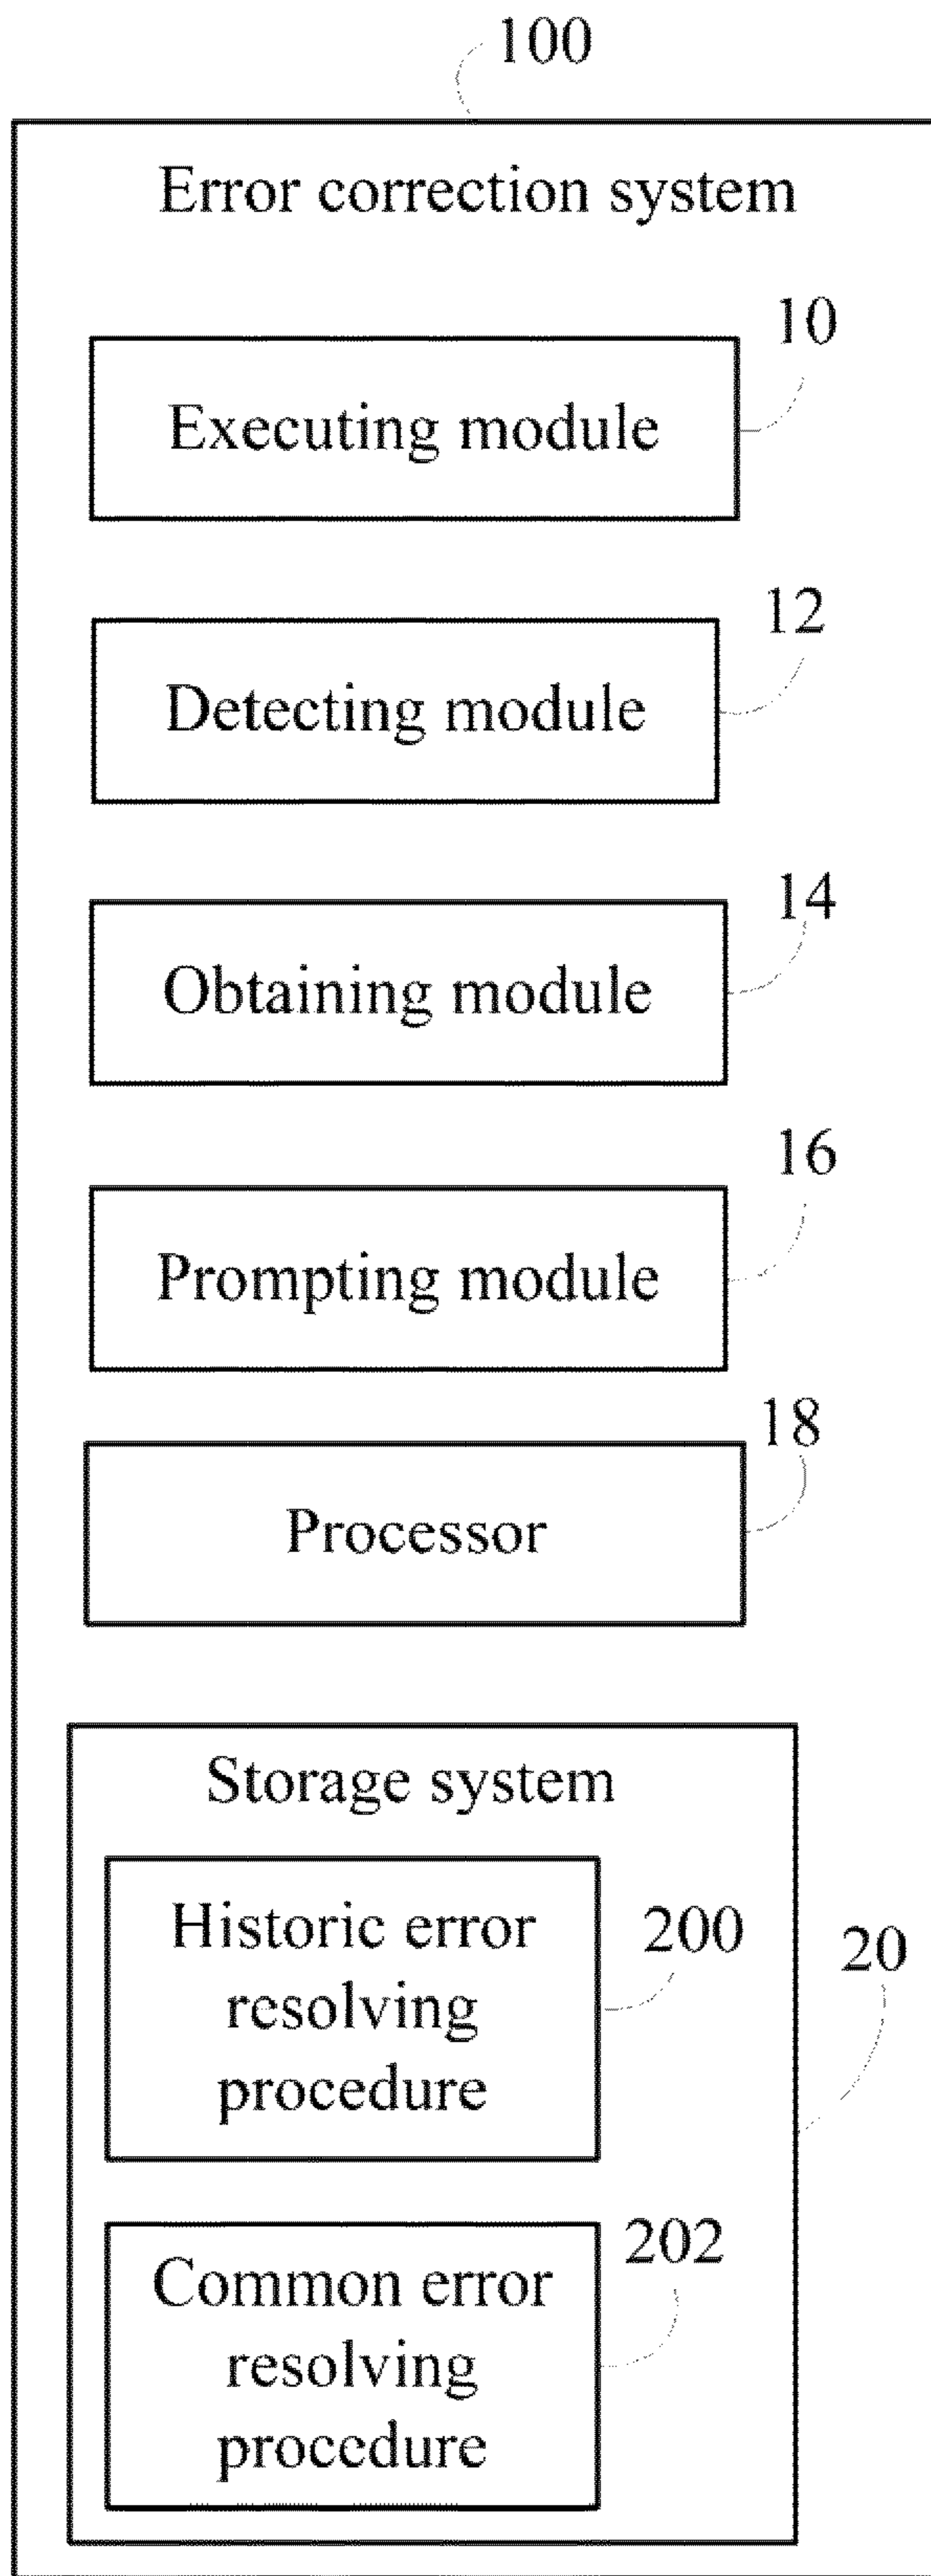 100
Error correction system
10
Executing module
12
Detecting module
14
Obtaining module
16
Prompting module
18
Processor
Storage system
Historic error
resolving
procedure
200
20
202
Common error
resolving
procedure